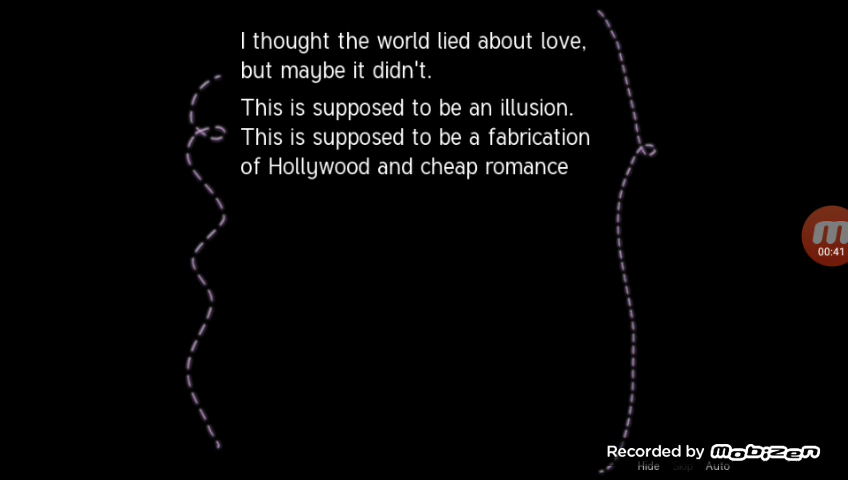 I thought the world lied about love,
but maybe it didn't.
This is supposed to be an illusion.
This is supposed to be a fabrication
of Hollywood and cheap romance
m
00:41
Recorded by mobizen
Hide Skip Auto